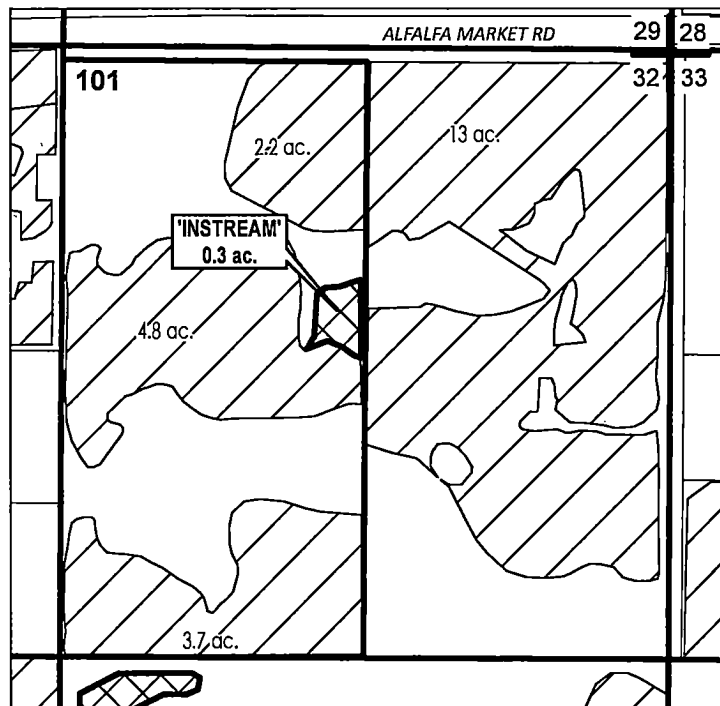 ALFALFA MARKET RD
29 28
32 33
101
2.2 ac.
13 ac.
'INSTREAM'
0.3 ac.
4.8 ac.
3.7 ac.